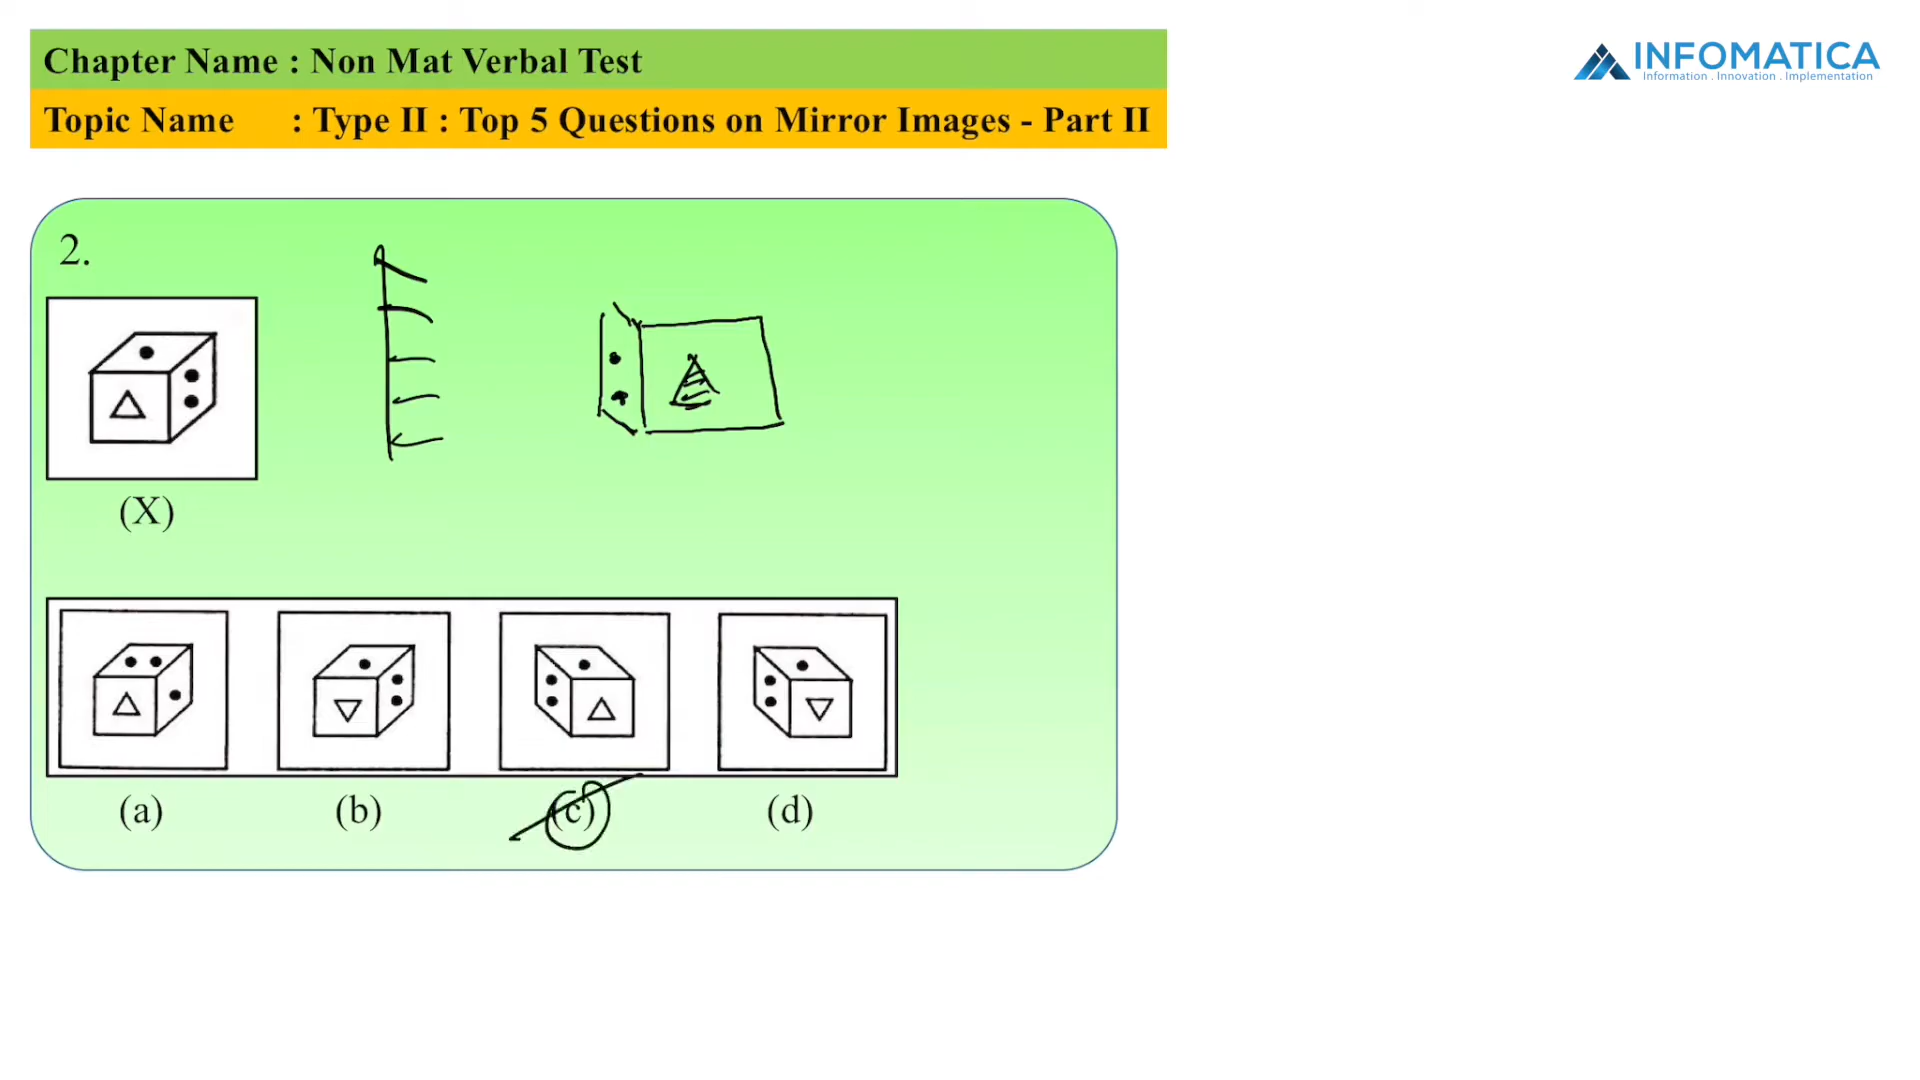 Chapter Name : Non Mat Verbal Test
INFOMATICA
Information . Innovation . Implementation
Topic Name : Type II : Top 5 Questions on Mirror Images - Part II
2.
(X)
(a) (b) (c) (d)